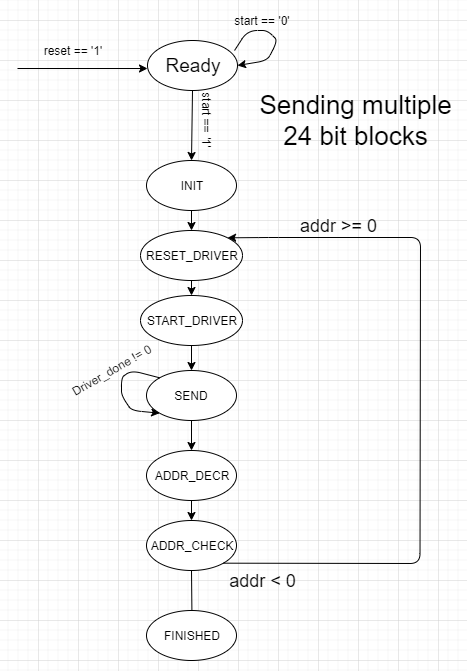 start == '0'
reset == '1'
Ready
start == '1'
Sending multiple
24 bit blocks
INIT
addr >= 0
RESET_DRIVER
START_DRIVER
Driver_done != 0
SEND
ADDR_DECR
ADDR_CHECK
addr < 0
FINISHED